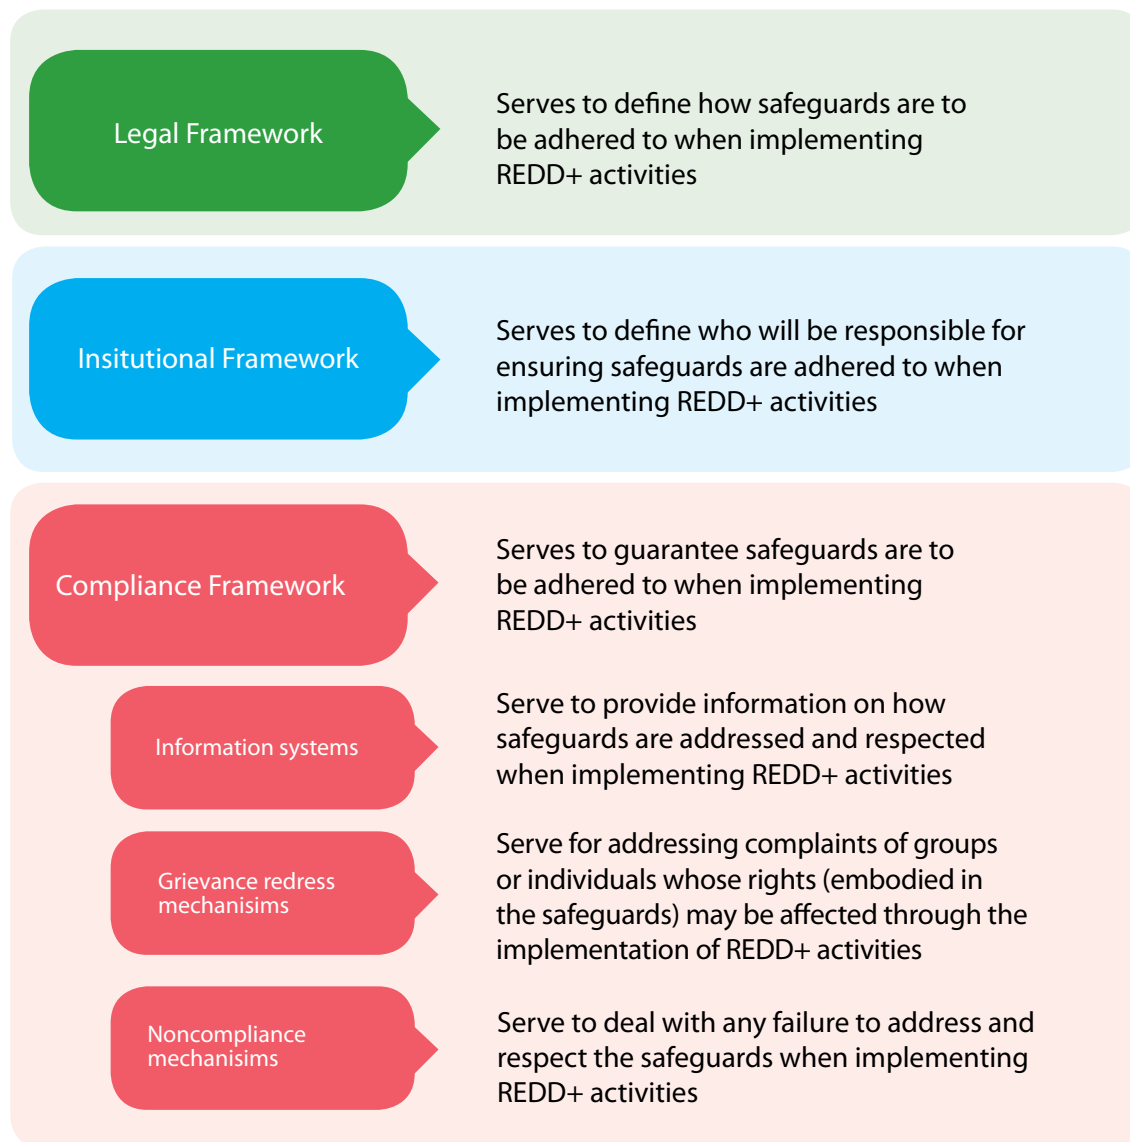 Legal Framework
Serves to define how safeguards are to
be adhered to when implementing
REDD+ activities
Insitutional Framework
Serves to define who will be responsible for
ensuring safeguards are adhered to when
implementing REDD+ activities
Compliance Framework
Serves to guarantee safeguards are to
be adhered to when implementing
REDD+ activities
Information systems
Serve to provide information on how
safeguards are addressed and respected
when implementing REDD+ activities
Grievance redress
mechanisims
Serve for addressing complaints of groups
or individuals whose rights (embodied in
the safeguards) may be affected through the
implementation of REDD+ activities
Noncompliance
mechanisims
Serve to deal with any failure to address and
respect the safeguards when implementing
REDD+ activities